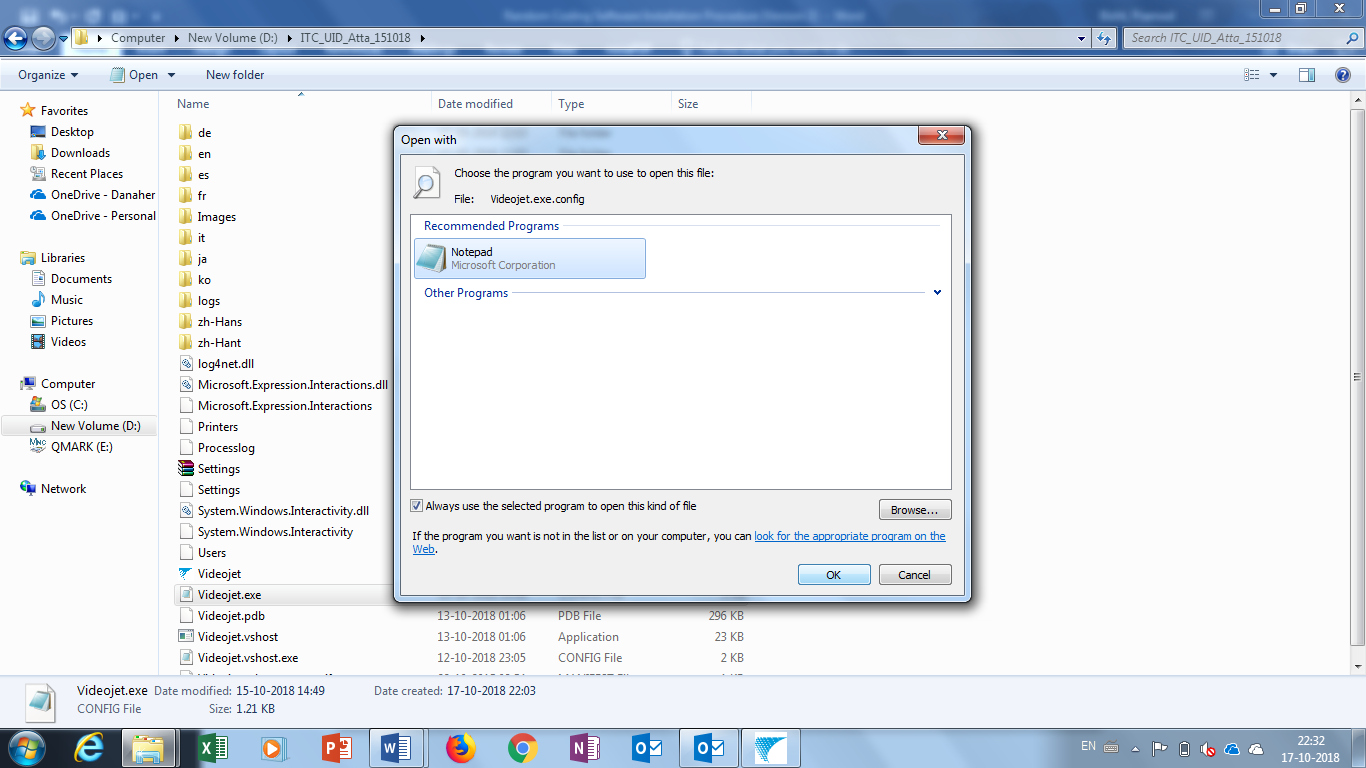 Computer New Volume (D:) ITC_UID_Atta_151018 Search ITC_UID_Atta_151018
Organize Open New folder
Favorites
Desktop
Downloads
Recent Places
OneDrive - Danaher
OneDrive - Personal
Libraries
Documents
Music
Pictures
Videos
Computer
OS (C:)
New Volume (D:)
QMARK (E:)
Network
Name Date modified Type Size
de
en
es
fr
Images
it
ja
ko
logs
zh-Hans
zh-Hant
log4net.dll
Microsoft.Expression.Interactions.dll
Microsoft.Expression.Interactions
Printers
Processlog
Settings
Settings
System.Windows.Interactivity.dll
System.Windows.Interactivity
Users
Videojet
Videojet.exe
Videojet.pdb 13-10-2018 01:06 PDB File 296 KB
Videojet.vshost 13-10-2018 01:06 Application 23 KB
Videojet.vshost.exe 12-10-2018 23:05 CONFIG File 2 KB
Open with
Choose the program you want to use to open this file:
File: Videojet.exe.config
Recommended Programs
Notepad
Microsoft Corporation
Other Programs
Always use the selected program to open this kind of file
Browse...
If the program you want is not in the list or on your computer, you can look for the appropriate program on the
Web.
OK Cancel
Videojet.exe Date modified: 15-10-2018 14:49 Date created: 17-10-2018 22:03
CONFIG File Size: 1.21 KB
EN 22:32
17-10-2018